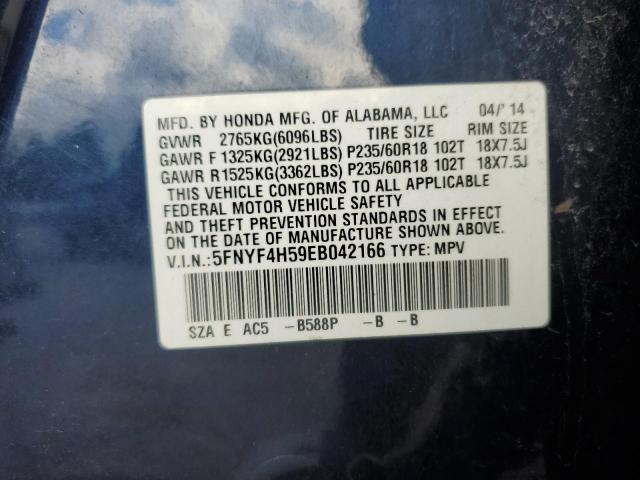 MFD. BY HONDA MFG. OF ALABAMA, LLC 04/'14
GVWR 2765KG(6096LBS) TIRE SIZE RIM SIZE
GAWR F 1325KG(2921LBS) P235/60R18 102T 18X7.5J
GAWR R1525KG(3362LBS) P235/60R18 102T 18X7.5J
THIS VEHICLE CONFORMS TO ALL APPLICABLE
FEDERAL MOTOR VEHICLE SAFETY
AND THEFT PREVENTION STANDARDS IN EFFECT
ON THE DATE OF MANUFACTURE SHOWN ABOVE.
V.I.N.:5FNYF4H59EB042166 TYPE: MPV
SZA E AC5 -B588P -B -B